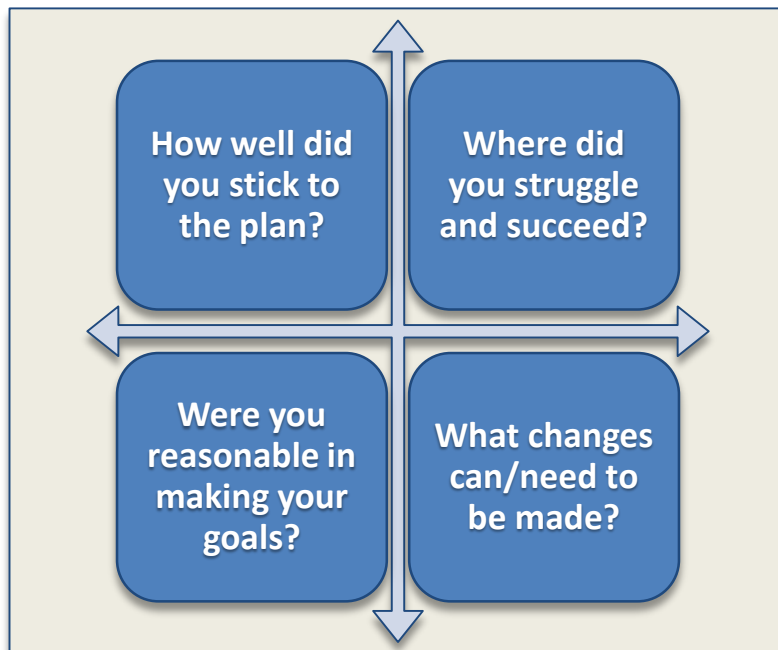 How well did
you stick to
the plan?
Where did
you struggle
and succeed?
Were you
reasonable in
making your
goals?
What changes
can/need to
be made?